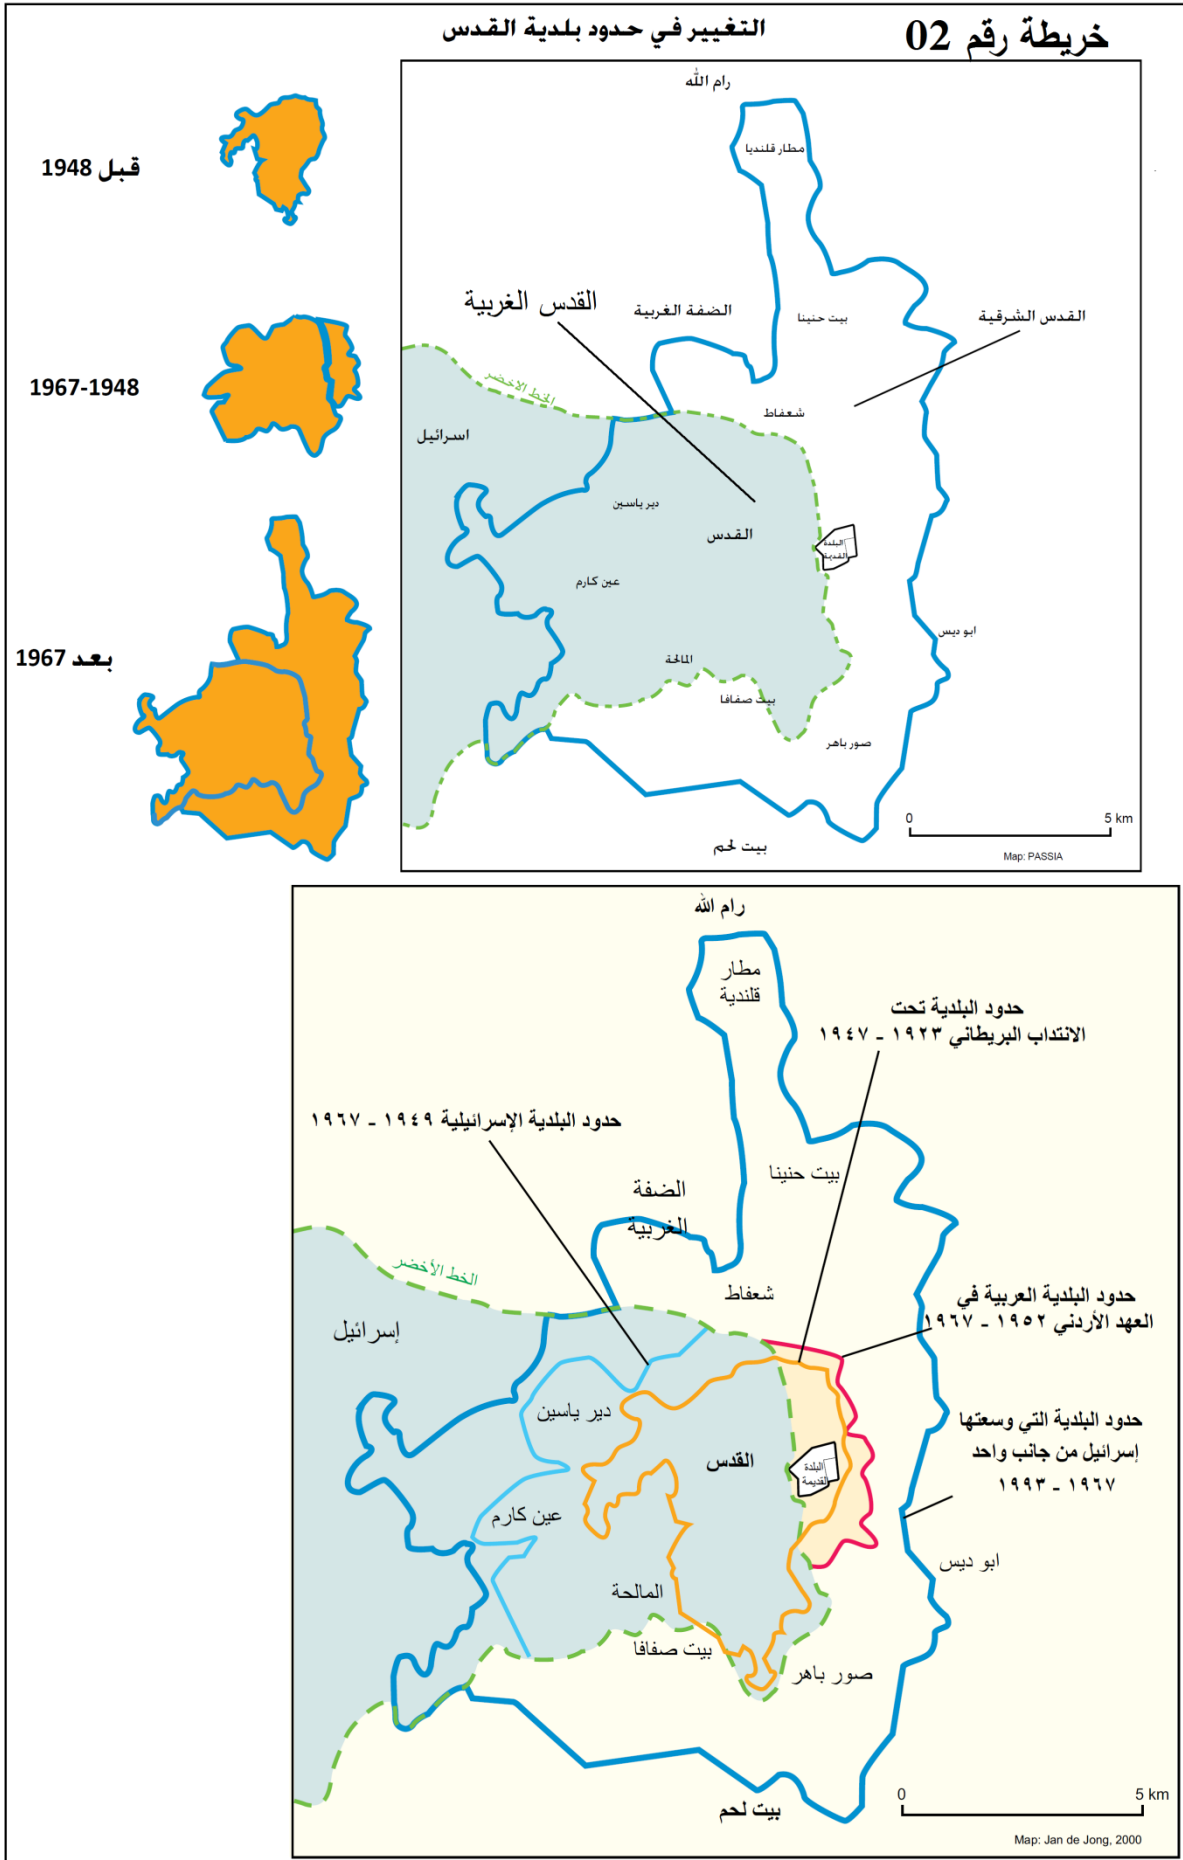 خريطة رقم 02
التغيير في حدود بلدية القدس
قبل 1948
1967-1948
بعد 1967
رام الله
مطار قلنديا
القدس الغربية
الضفة الغربية
بيت حنينا
القدس الشرقية
الخط الاخضر
شعفاط
اسرائيل
دير ياسين
القدس
البلدة
القديمة
عين كارم
ابو ديس
المالحة
بيت صفافا
صور باهر
0 5 km
بيت لحم
Map: PASSIA
رام الله
مطار
قلندية
حدود البلدية تحت
الانتداب البريطاني ١٩٢٣ - ١٩٤٧
حدود البلدية الإسرائيلية ١٩٤٩ - ١٩٦٧
بيت حنينا
الضفة
الغربية
الخط الأخضر
شعفاط
حدود البلدية العربية في
العهد الأردني ١٩٥٢ - ١٩٦٧
إسرائيل
دير ياسين
حدود البلدية التي وسعتها
إسرائيل من جانب واحد
١٩٦٧ - ١٩٩٣
القدس
البلدة
القديمة
عين كارم
ابو ديس
المالحة
بيت صفافا
صور باهر
0 5 km
بيت لحم
Map: Jan de Jong, 2000